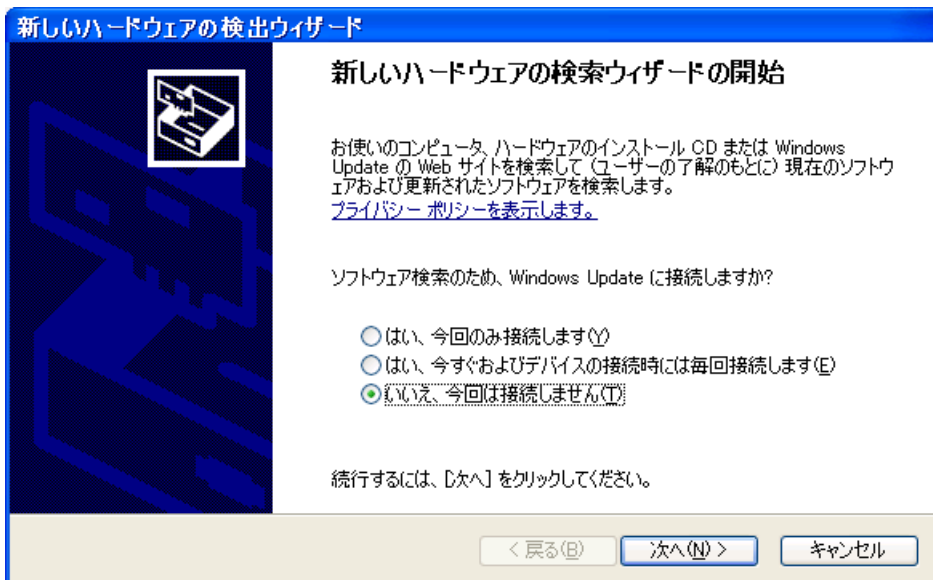 新しいハードウェアの検出ウィザード
新しいハードウェアの検索ウィザードの開始
お使いのコンピュータ、ハードウェアのインストール CD または Windows
Update の Web サイトを検索して (ユーザーの了解のもとに) 現在のソフトウ
ェアおよび更新されたソフトウェアを検索します。
プライバシー ポリシーを表示します。
ソフトウェア検索のため、Windows Update に接続しますか?
はい、今回のみ接続します(Y)
はい、今すぐおよびデバイスの接続時には毎回接続します(E)
いいえ、今回は接続しません(T)
続行するには、[次へ] をクリックしてください。
< 戻る(B)
次へ(N) >
キャンセル